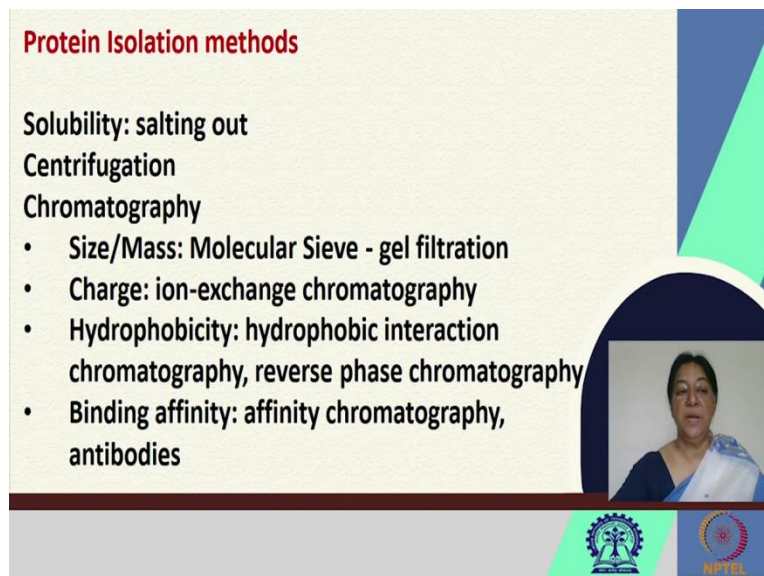 Protein Isolation methods
Solubility: salting out
Centrifugation
Chromatography
• Size/Mass: Molecular Sieve - gel filtration
• Charge: ion-exchange chromatography
• Hydrophobicity: hydrophobic interaction
chromatography, reverse phase chromatography
• Binding affinity: affinity chromatography,
antibodies
NPTEL